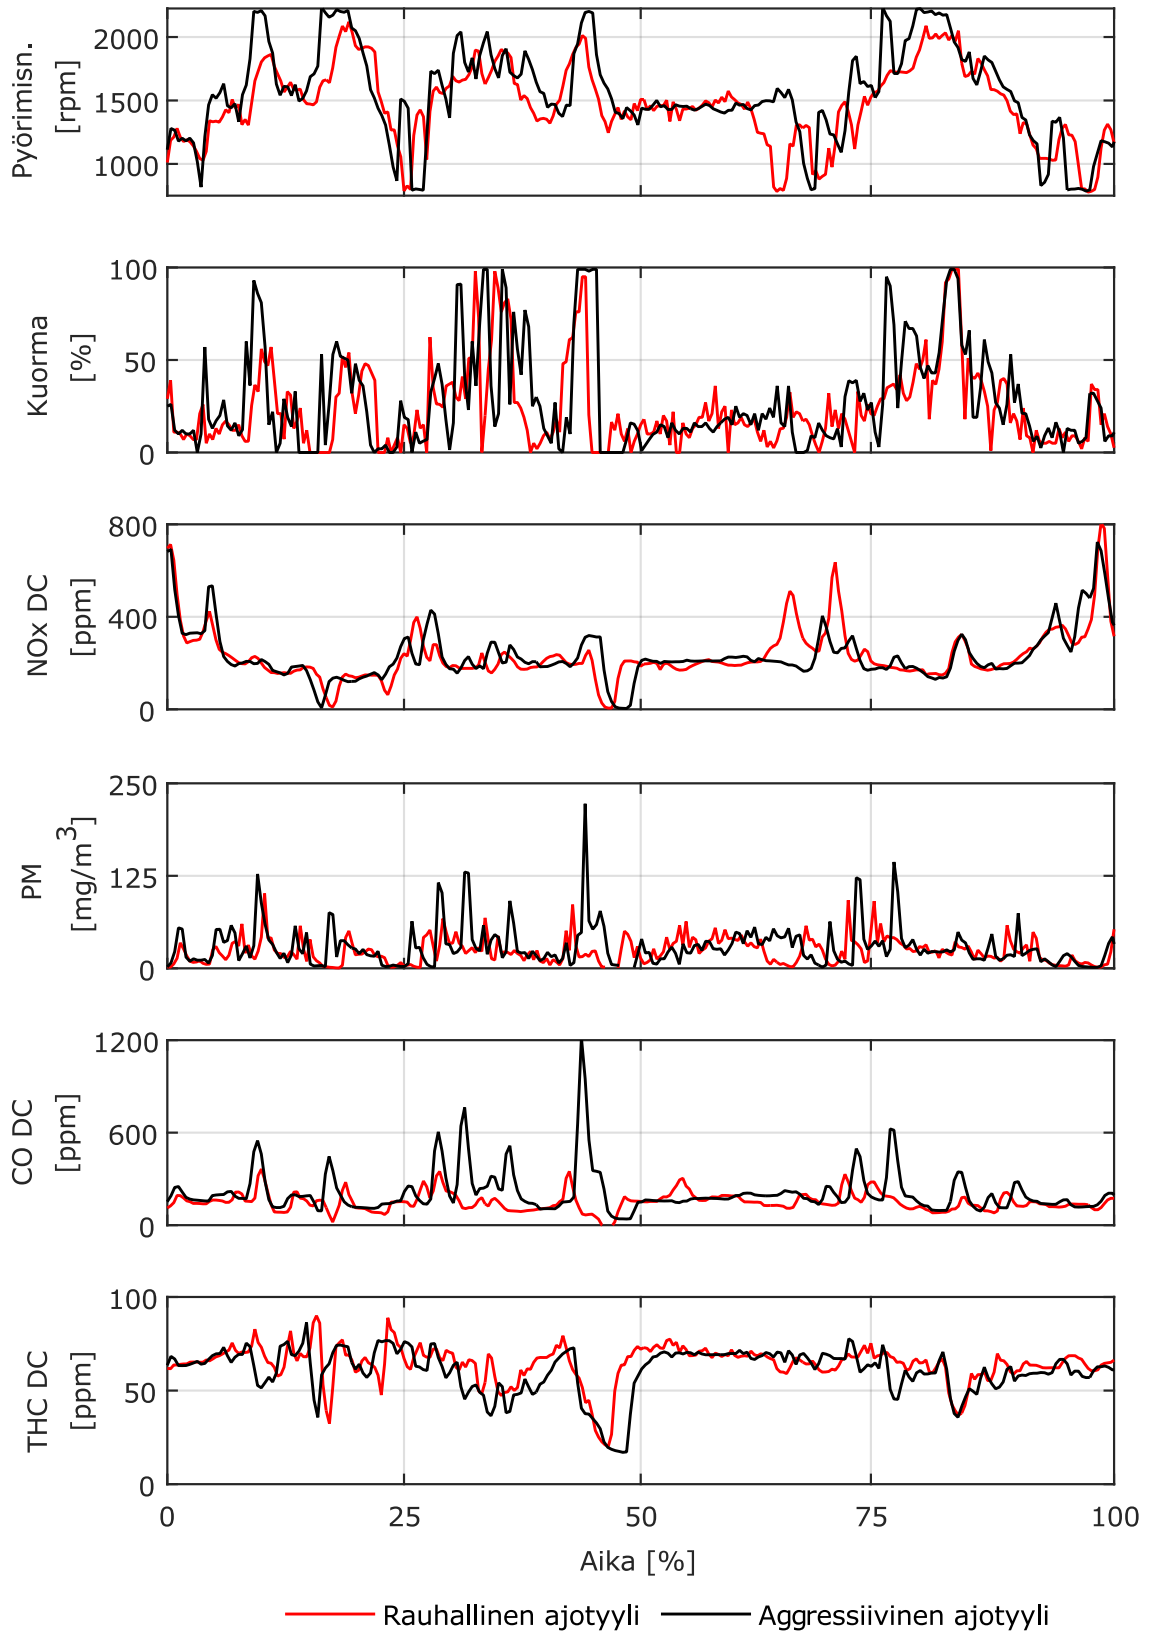 Pyörimisn.
[rpm]
2000
1500
1000
Kuorma
[%]
100
50
0
NOx DC
[ppm]
800
400
0
PM
[mg/m³]
250
125
0
CO DC
[ppm]
1200
600
0
THC DC
[ppm]
100
50
0
0 25 50 75 100
Aika [%]
Rauhallinen ajotyyli Aggressiivinen ajotyyli